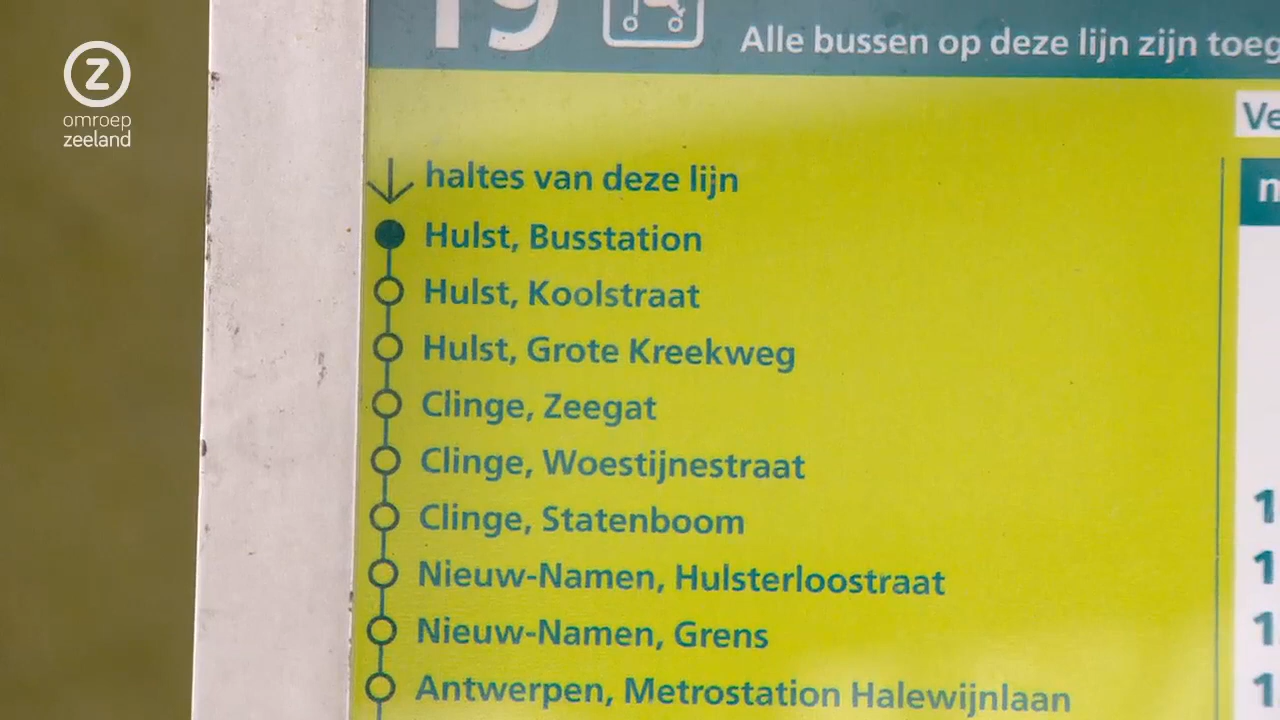 19
Alle bussen op deze lijn zijn
omroep
zeeland
haltes van deze lijn
Hulst, Busstation
Hulst, Koolstraat
Hulst, Grote Kreekweg
Clinge, Zeegat
Clinge, Woestijnestraat
Clinge, Statenboom
Nieuw-Namen, Hulsterloostraat
Nieuw-Namen, Grens
Antwerpen, Metrostation Halewijnlaan